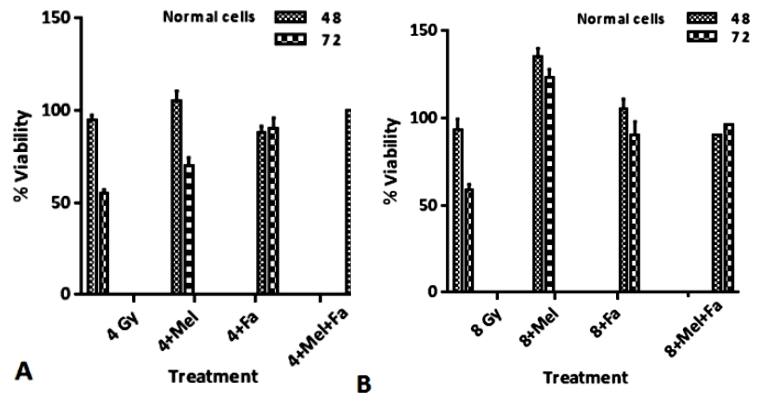 150
100
50
0
% Viability
Normal cells
48
72
4 Gy
4+Mel
4+Fa
4+Mel+Fa
Treatment
A
150
100
50
0
% Viability
Normal cells
48
72
8 Gy
8+Mel
8+Fa
8+Mel+Fa
Treatment
B